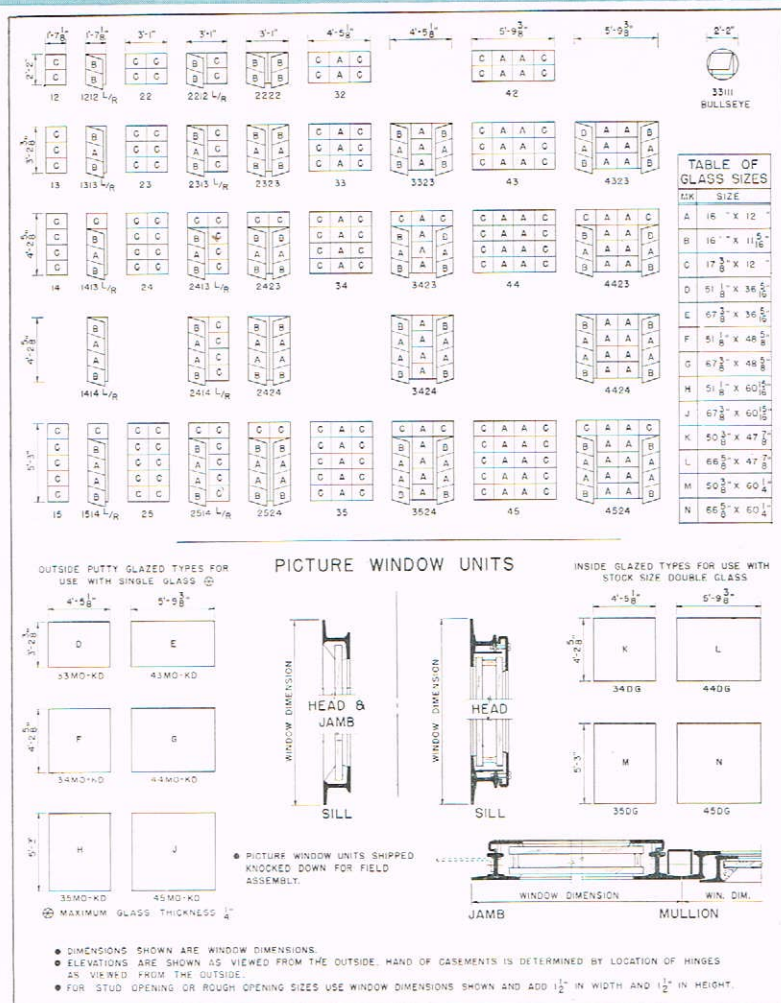 1'-7 1/8" 1'-7 1/8" 3'-1" 3'-1" 3'-1" 4'-5 1/8" 4'-5 1/8" 5'-9 3/8" 5'-9 3/8" 2'-2"
2'-2"
C B C C B C B B C A C C A A C
C B C C B C B B C A C C A A C
12 1212 L/R 22 2212 L/R 2222 32 42 33111
BULLSEYE
3'-2 3/8"
C B C C B C B B C A C B A B C A A C D A A B
C A C C A C A A C A C A A A C A A C A A A A
C B C C B C B B C A C B A B C A A C B A A B
13 1313 L/R 23 2313 L/R 2323 33 3323 43 4323
4'-2 5/8"
C C C C C C C C C A C C A C C A A C C A A C
C B C C B C B B C A C B A D C A A C B A A B
C A C C A C A A C A C A A A C A A C A A A A
C B C C B C B B C A C B A B C A A C B A A B
14 1413 L/R 24 2413 L/R 2423 34 3423 44 4423
4'-2 5/8"
B B C B B B A B B A A B
A A C A A A A A A A A A
A A C A A A A A A A A A
B B C B B B A B B A A B
1414 L/R 2414 L/R 2424 3424 4424
5'-3"
C C C C C C C C C A C C A C C A A C C A A C
C B C C B C B B C A C B A B C A A C B A A B
C A C C A C A A C A C A A A C A A C A A A A
C A C C A C A A C A C A A A C A A C A A A A
C B C C B C B B C A C D A B C A A C B A A B
15 1514 L/R 25 2514 L/R 2524 35 3524 45 4524
TABLE OF
GLASS SIZES
MK SIZE
A 16 " X 12 "
B 16 " X 11 5/16
C 17 3/8" X 12 "
D 51 1/8" X 36 5/16"
E 67 3/8" X 36 5/16"
F 51 1/8" X 48 5/8"
G 67 3/8" X 48 5/8"
H 51 1/8" X 60 15/16"
J 67 3/8" X 60 15/16"
K 50 3/8" X 47 7/8"
L 66 5/8" X 47 7/8"
M 50 3/8" X 60 1/4"
N 66 5/8" X 60 1/4"
PICTURE WINDOW UNITS
OUTSIDE PUTTY GLAZED TYPES FOR
USE WITH SINGLE GLASS ⊛
4'-5 1/8" 5'-9 3/8"
3'-2 3/8"
D E
33MO-KD 43MO-KD
4'-2 5/8"
F G
34MO-KD 44MO-KD
5'-3"
H J
35MO-KD 45MO-KD
⊛ MAXIMUM GLASS THICKNESS 1/4"
WINDOW DIMENSION
HEAD &
JAMB
SILL
WINDOW DIMENSION
HEAD
SILL
● PICTURE WINDOW UNITS SHIPPED
KNOCKED DOWN FOR FIELD
ASSEMBLY.
INSIDE GLAZED TYPES FOR USE WITH
STOCK SIZE DOUBLE GLASS
4'-5 1/8" 5'-9 3/8"
4'-2 5/8"
K L
34DG 44DG
5'-3"
M N
35DG 45DG
WINDOW DIMENSION WIN. DIM.
JAMB MULLION
● DIMENSIONS SHOWN ARE WINDOW DIMENSIONS.
● ELEVATIONS ARE SHOWN AS VIEWED FROM THE OUTSIDE. HAND OF CASEMENTS IS DETERMINED BY LOCATION OF HINGES
AS VIEWED FROM THE OUTSIDE.
● FOR STUD OPENING OR ROUGH OPENING SIZES USE WINDOW DIMENSIONS SHOWN AND ADD 1 1/2" IN WIDTH AND 1 1/2" IN HEIGHT.